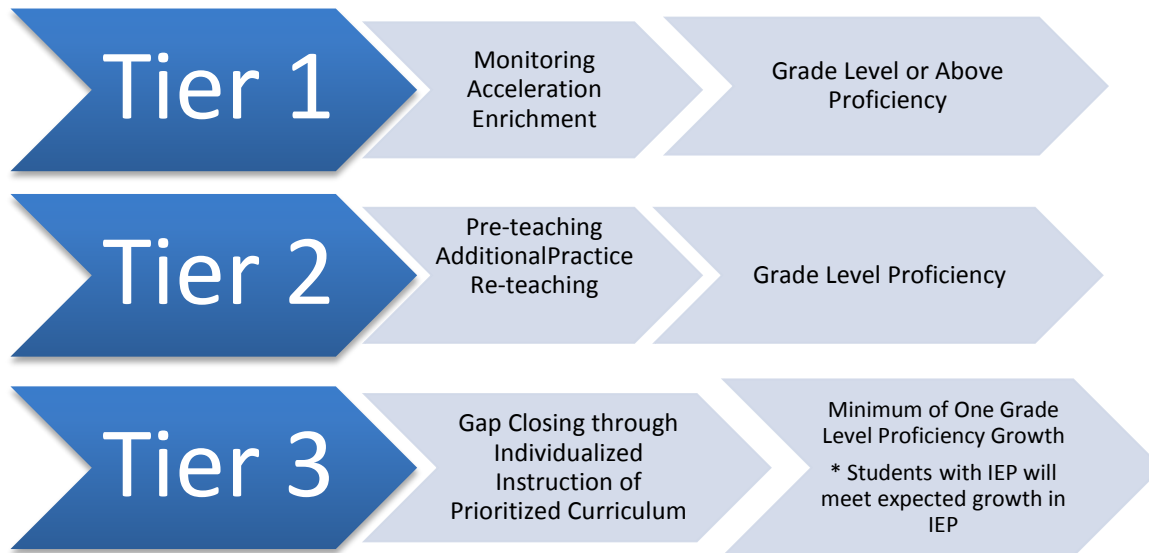 Tier 1
Monitoring
Acceleration
Enrichment
Grade Level or Above
Proficiency
Tier 2
Pre-teaching
AdditionalPractice
Re-teaching
Grade Level Proficiency
Tier 3
Gap Closing through
Individualized
Instruction of
Prioritized Curriculum
Minimum of One Grade
Level Proficiency Growth
* Students with IEP will
meet expected growth in
IEP